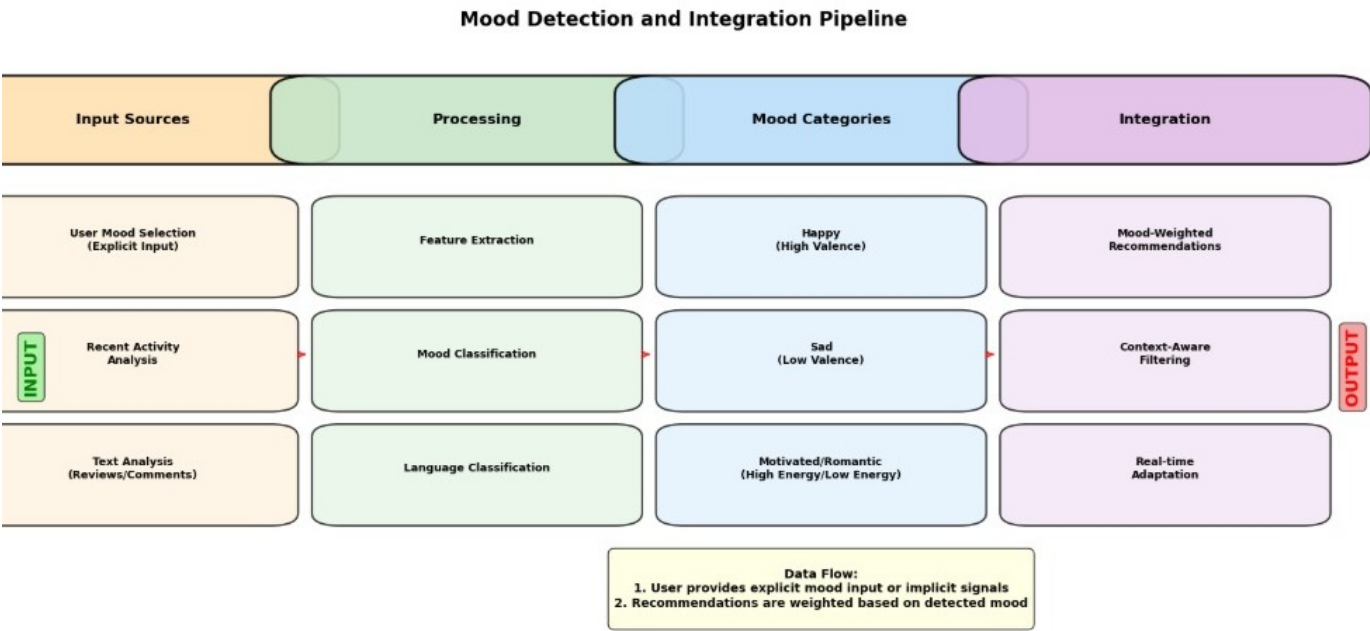 Mood Detection and Integration Pipeline
Input Sources
Processing
Mood Categories
Integration
User Mood Selection
(Explicit Input)
Feature Extraction
Happy
(High Valence)
Mood-Weighted
Recommendations
INPUT
Recent Activity
Analysis
Mood Classification
Sad
(Low Valence)
Context-Aware
Filtering
OUTPUT
Text Analysis
(Reviews/Comments)
Language Classification
Motivated/Romantic
(High Energy/Low Energy)
Real-time
Adaptation
Data Flow:
1. User provides explicit mood input or implicit signals
2. Recommendations are weighted based on detected mood